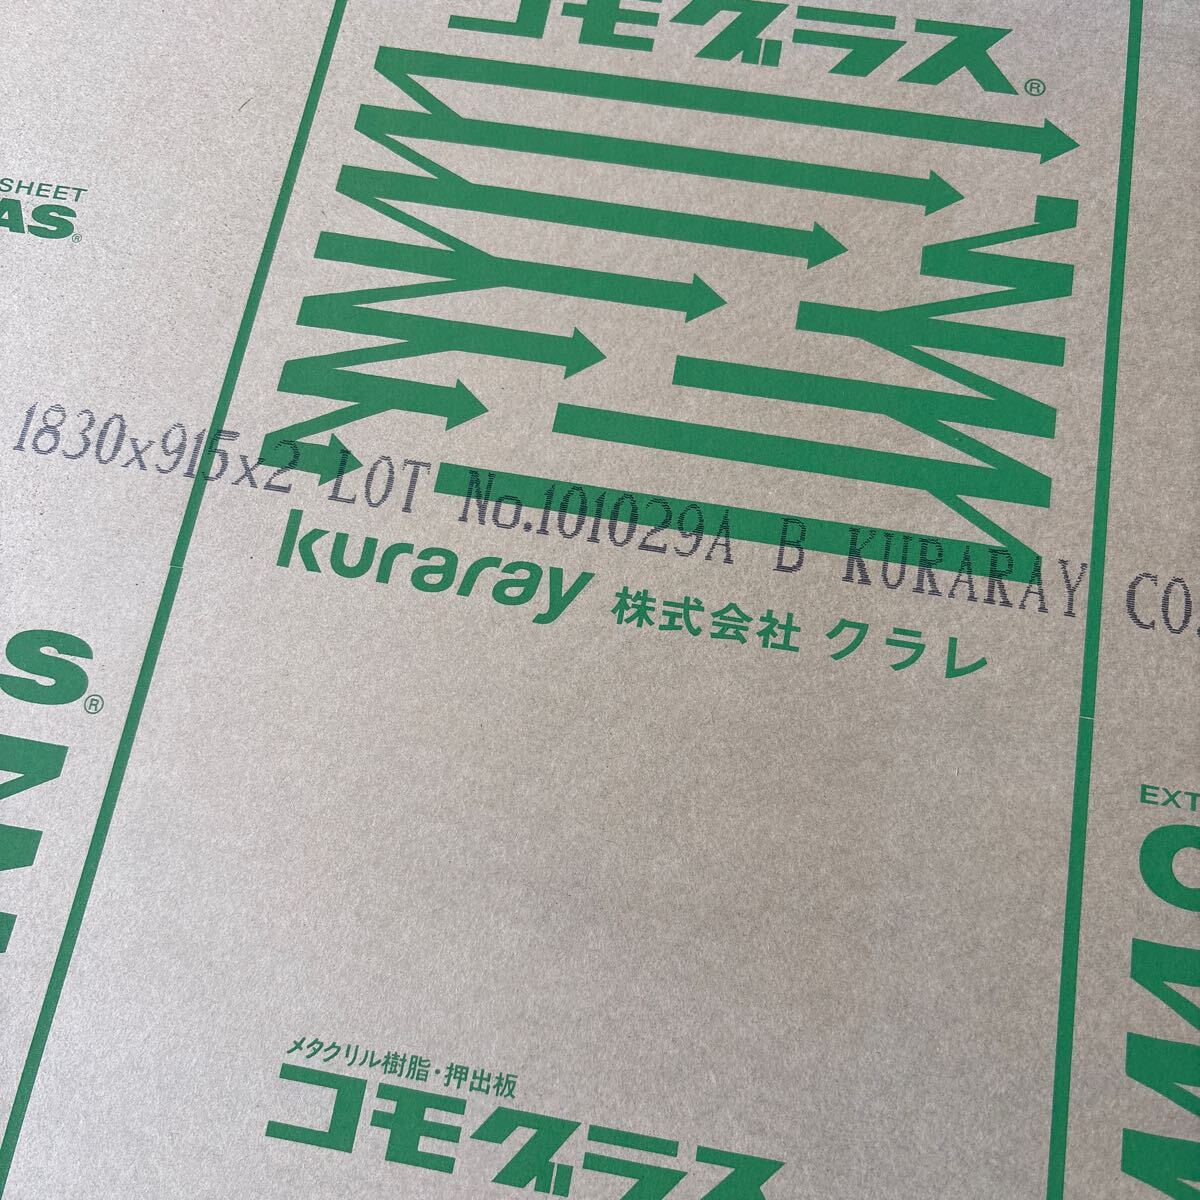 コモグラス®
SHEET
AS®
1830x915x2 LOT No.101029A B KURARAY CO.
kuraray 株式会社 クラレ
S®
EXT
メタクリル樹脂・押出板
コモグラス